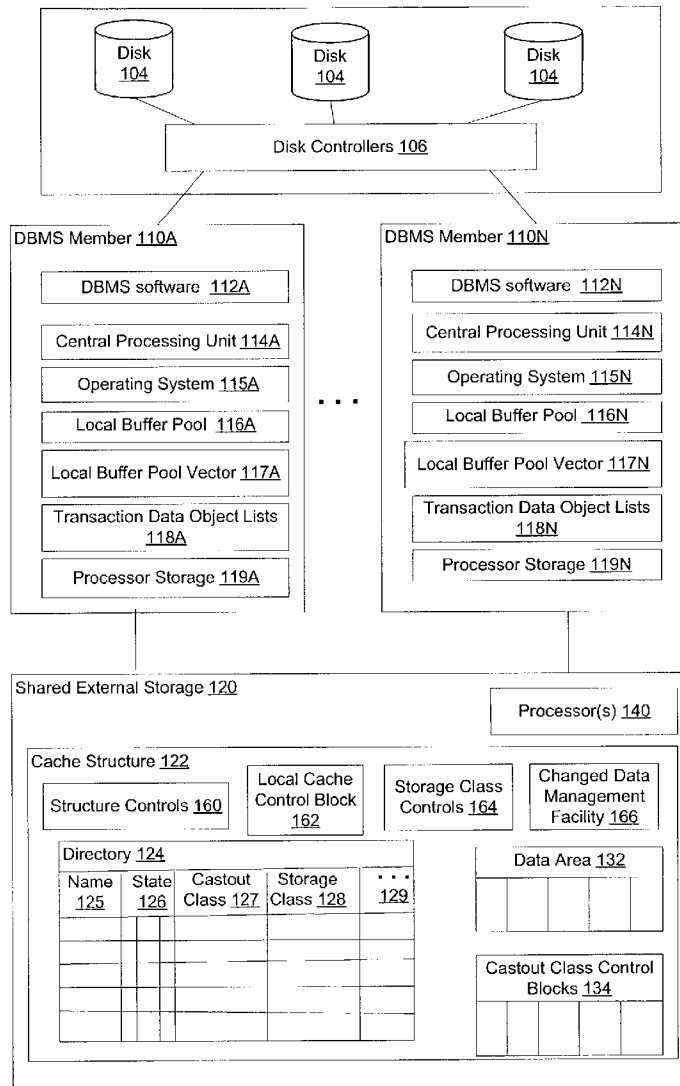 Disk
104
Disk
104
Disk
104
Disk Controllers 106
DBMS Member 110A
DBMS software 112A
Central Processing Unit 114A
Operating System 115A
Local Buffer Pool 116A
Local Buffer Pool Vector 117A
Transaction Data Object Lists
118A
Processor Storage 119A
. . .
DBMS Member 110N
DBMS software 112N
Central Processing Unit 114N
Operating System 115N
Local Buffer Pool 116N
Local Buffer Pool Vector 117N
Transaction Data Object Lists
118N
Processor Storage 119N
Shared External Storage 120
Processor(s) 140
Cache Structure 122
Structure Controls 160
Local Cache
Control Block
162
Storage Class
Controls 164
Changed Data
Management
Facility 166
Directory 124
Name
125
State
126
Castout
Class 127
Storage
Class 128
. . .
129
Data Area 132
Castout Class Control
Blocks 134